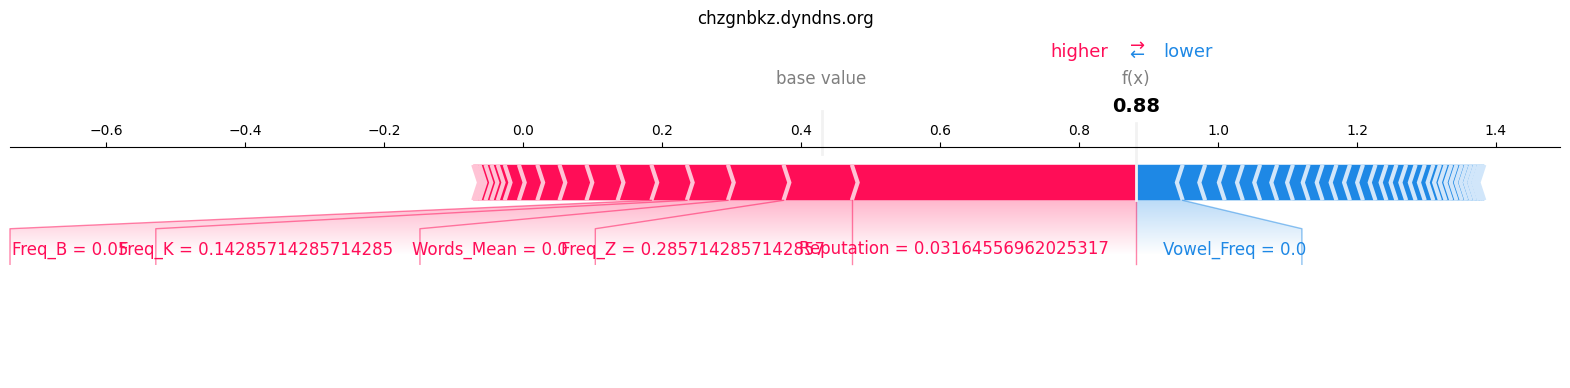 chzgnbkz.dyndns.org
higher ⇄ lower
base value f(x)
0.88
−0.6 −0.4 −0.2 0.0 0.2 0.4 0.6 0.8 1.0 1.2 1.4
Freq_B = 0.05 Freq_K = 0.14285714285714285 Words_Mean = 0.0 Freq_Z = 0.2857142857142857 Reputation = 0.03164556962025317 Vowel_Freq = 0.0